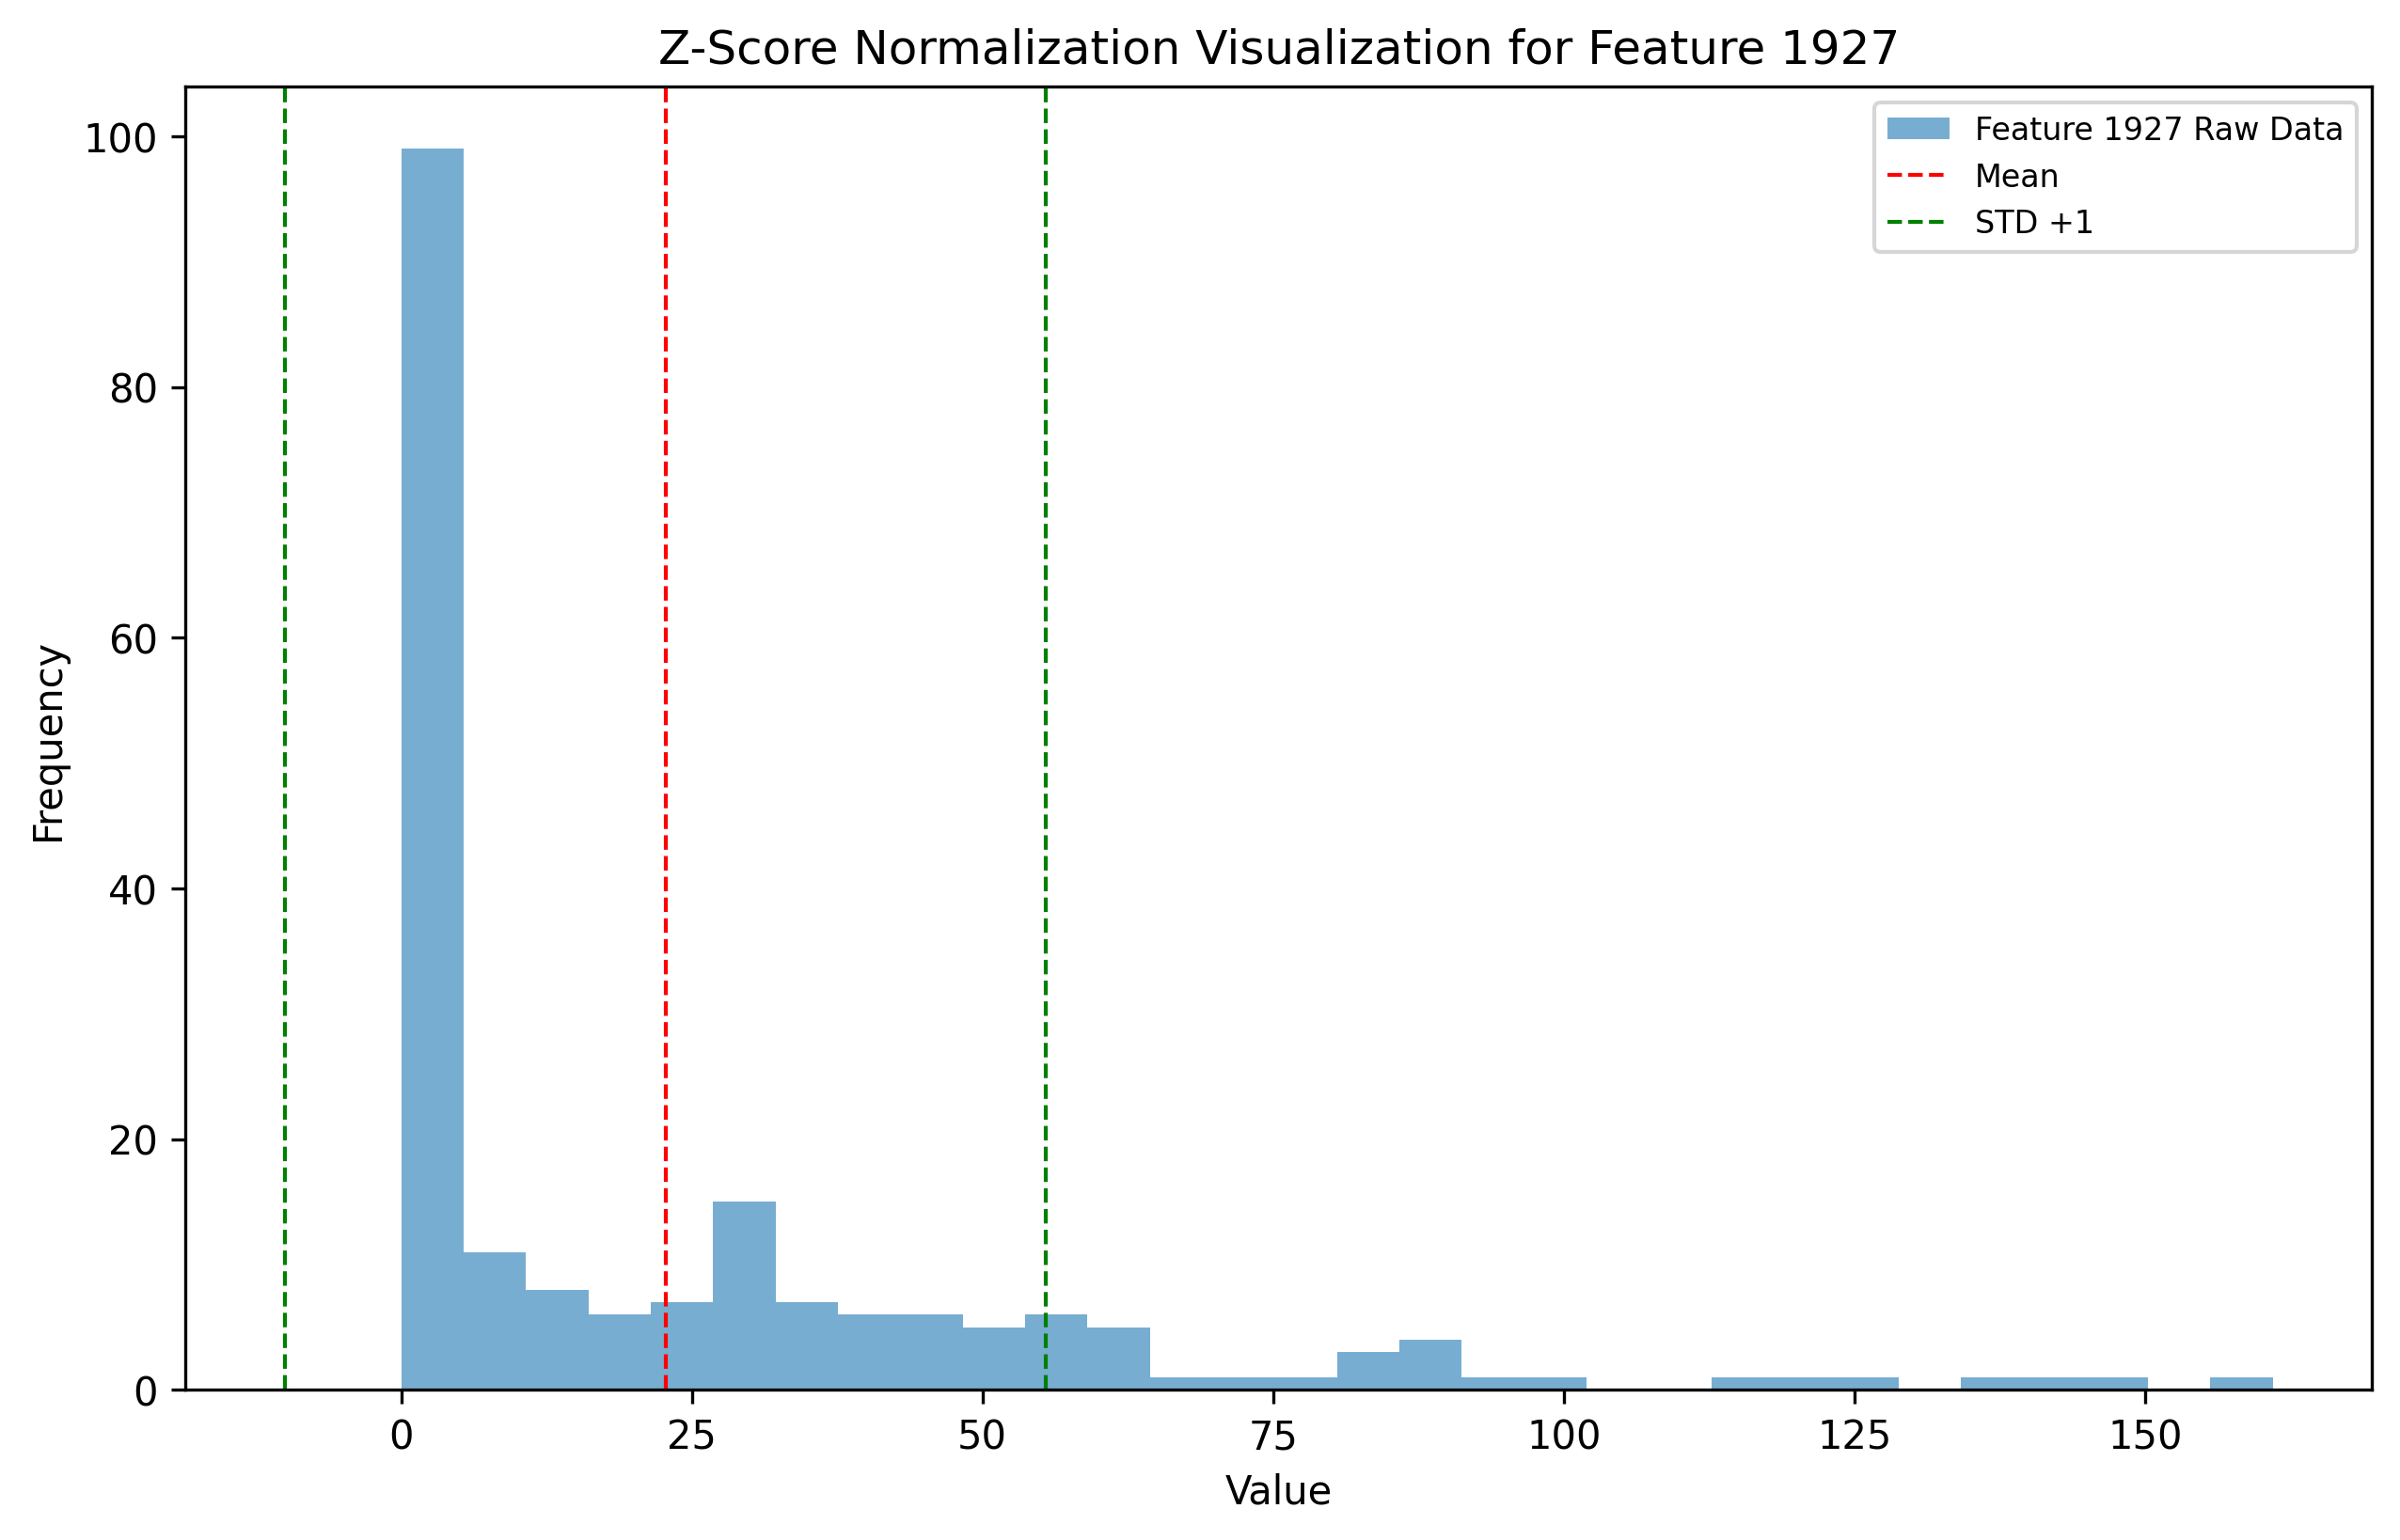 Z-Score Normalization Visualization for Feature 1927
Feature 1927 Raw Data
Mean
STD +1
100
80
60
40
20
0
Frequency
0 25 50 75 100 125 150
Value